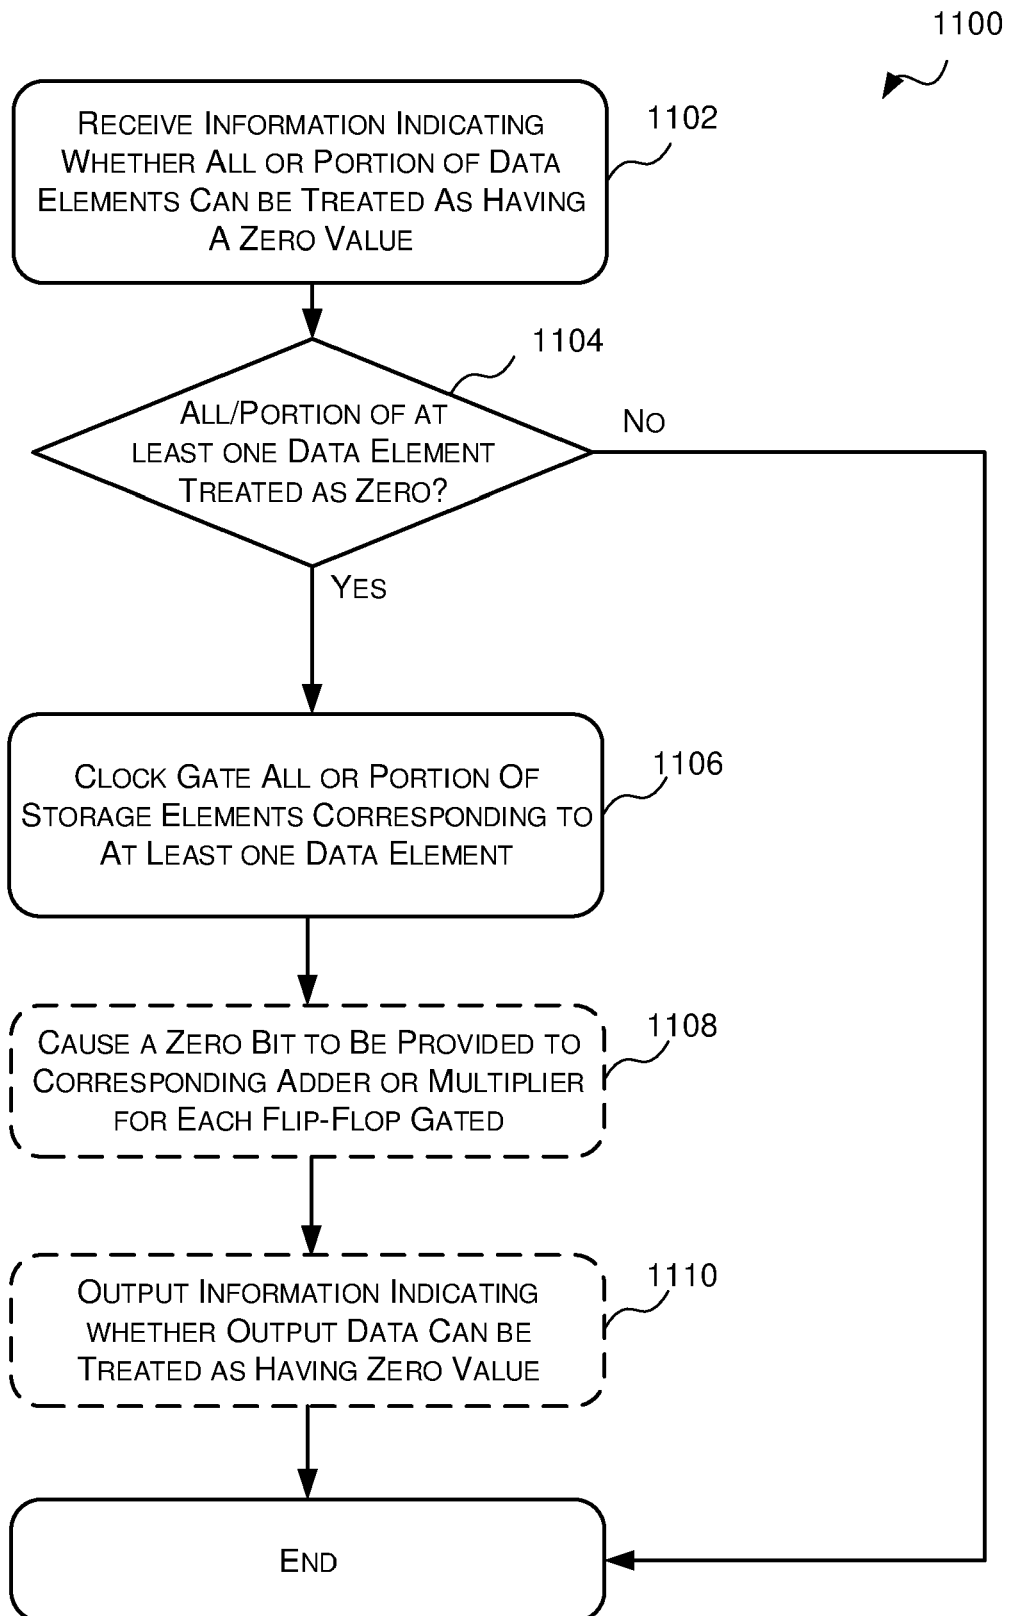 1100
RECEIVE INFORMATION INDICATING
WHETHER ALL OR PORTION OF DATA
ELEMENTS CAN BE TREATED AS HAVING
A ZERO VALUE
1102
1104
ALL/PORTION OF AT
LEAST ONE DATA ELEMENT
TREATED AS ZERO?
NO
YES
CLOCK GATE ALL OR PORTION OF
STORAGE ELEMENTS CORRESPONDING TO
AT LEAST ONE DATA ELEMENT
1106
CAUSE A ZERO BIT TO BE PROVIDED TO
CORRESPONDING ADDER OR MULTIPLIER
FOR EACH FLIP-FLOP GATED
1108
OUTPUT INFORMATION INDICATING
WHETHER OUTPUT DATA CAN BE
TREATED AS HAVING ZERO VALUE
1110
END